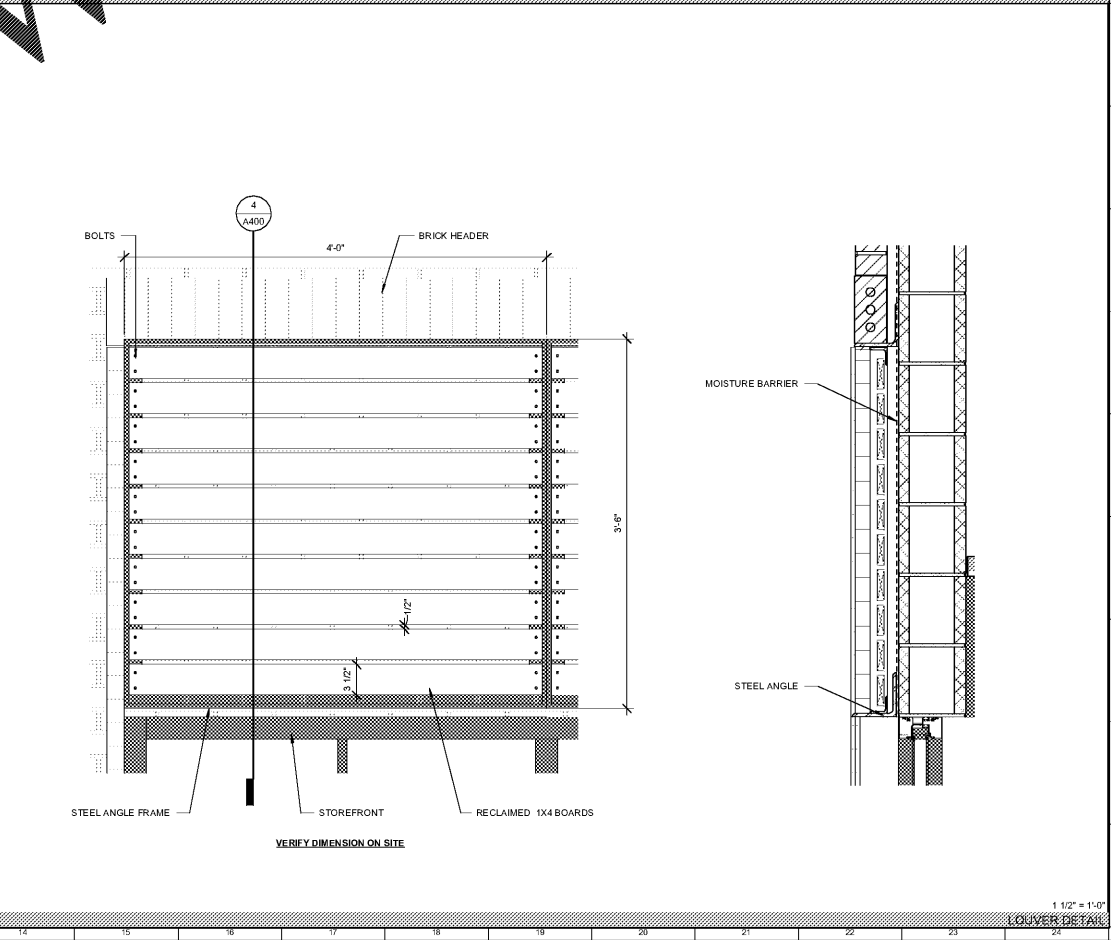 4
A400
BOLTS
4'-0"
BRICK HEADER
MOISTURE BARRIER
3'-6"
1/2"
3 1/2"
STEEL ANGLE
STEEL ANGLE FRAME
STOREFRONT
RECLAIMED 1X4 BOARDS
VERIFY DIMENSION ON SITE
1 1/2" = 1'-0"
LOUVER DETAIL
14 15 16 17 18 19 20 21 22 23 24